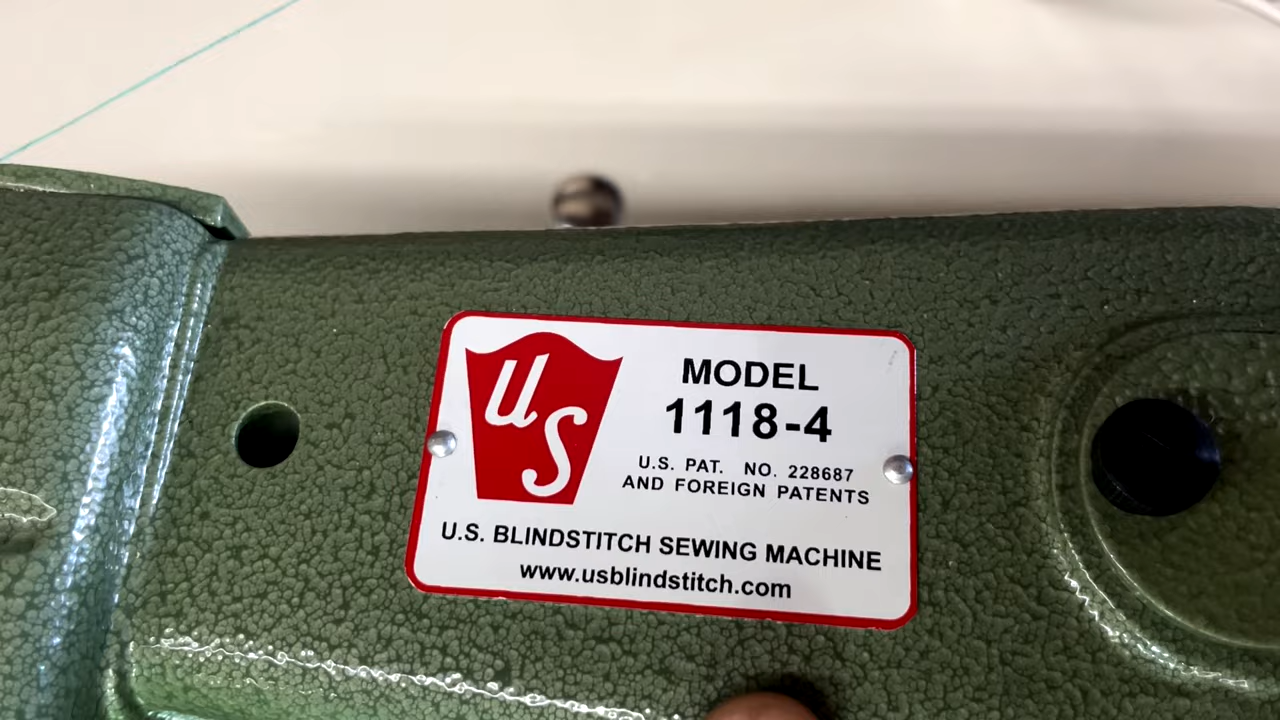 US
MODEL
1118-4
U.S. PAT. NO. 228687
AND FOREIGN PATENTS
U.S. BLINDSTITCH SEWING MACHINE
www.usblindstitch.com